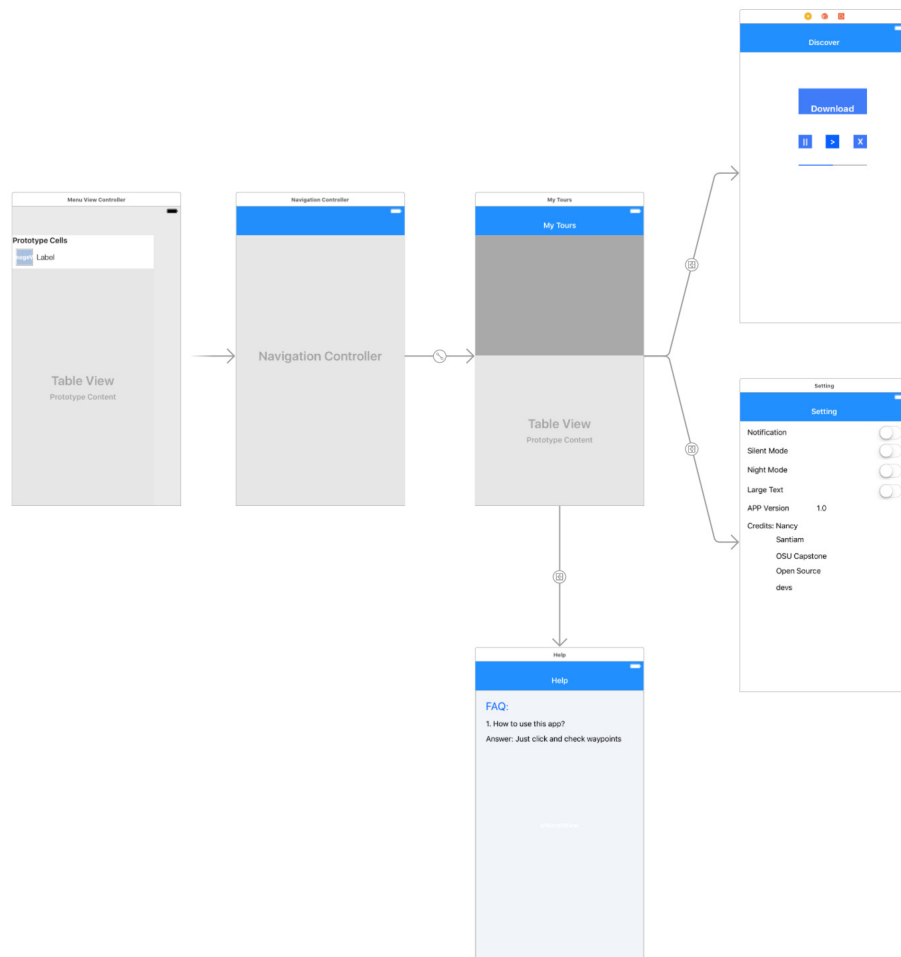 Menu View Controller
Prototype Cells
Label
Table View
Prototype Content
Navigation Controller
Navigation Controller
My Tours
My Tours
Table View
Prototype Content
Discover
Download
||
>
X
Setting
Setting
Notification
Silent Mode
Night Mode
Large Text
APP Version 1.0
Credits: Nancy
Santiam
OSU Capstone
Open Source
devs
Help
Help
FAQ:
1. How to use this app?
Answer: Just click and check waypoints